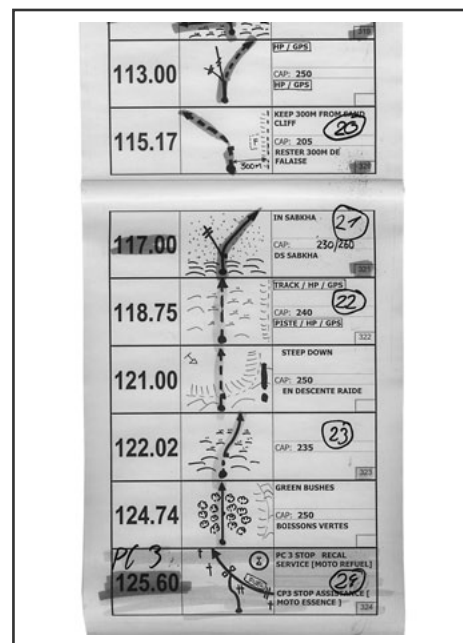 319
113.00
HP / GPS
CAP: 250
HP / GPS
115.17
300M
KEEP 300M FROM SAND
CLIFF
20
CAP: 205
RESTER 300M DE
FALAISE
320
117.00
IN SABKHA
21
CAP: 230/260
DS SABKHA
321
118.75
TRACK / HP / GPS
22
CAP: 240
PISTE / HP / GPS
322
121.00
STEEP DOWN
CAP: 250
EN DESCENTE RAIDE
122.02
23
CAP: 235
323
124.74
GREEN BUSHES
CAP: 250
BOISSONS VERTES
PC 3
125.60
PC 3 STOP RECAL
SERVICE [MOTO REFUEL]
24
CP3 STOP ASSISTANCE [
MOTO ESSENCE ]
324